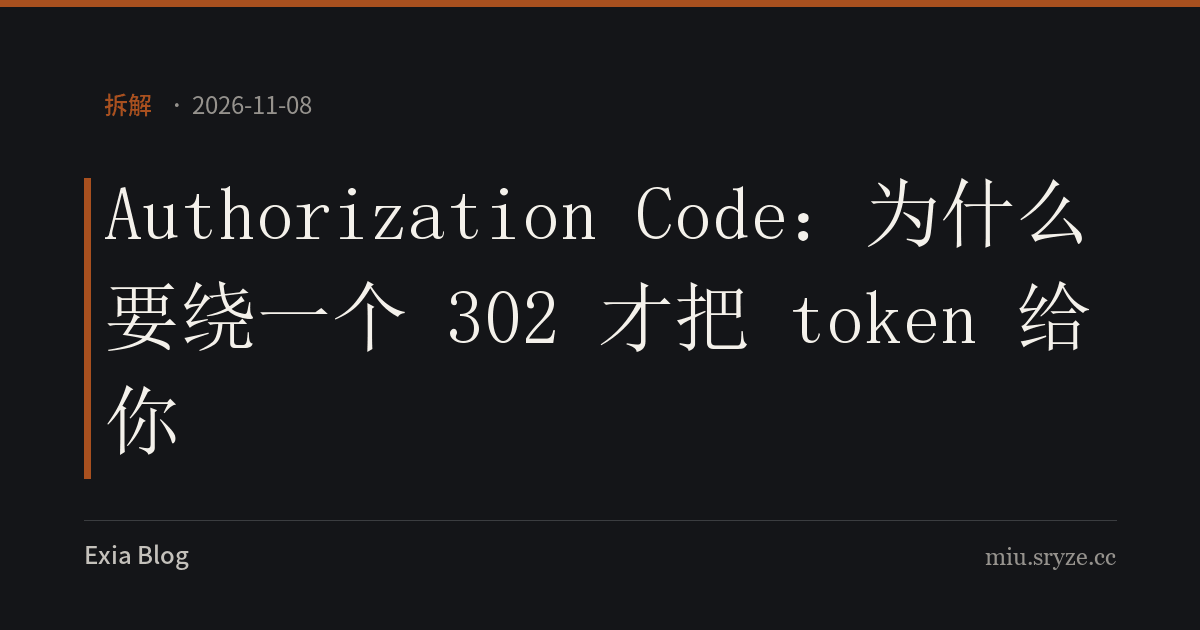 拆解 · 2026-11-08
Authorization Code：为什么
要绕一个 302 才把 token 给
你
Exia Blog
miu.sryze.cc